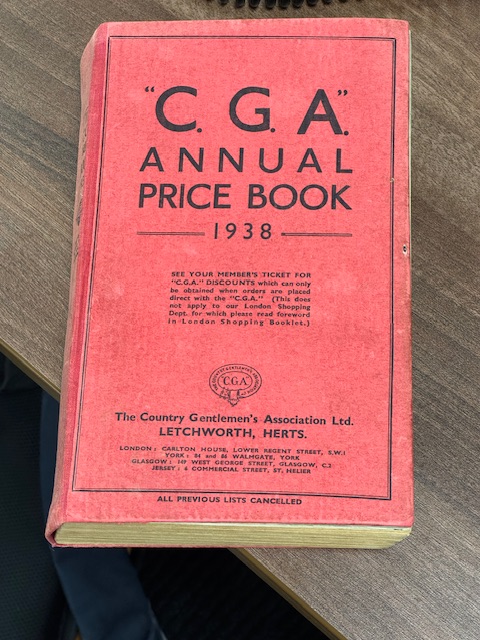 "C. G. A."
ANNUAL
PRICE BOOK
1938
SEE YOUR MEMBER'S TICKET FOR
"C.G.A." DISCOUNTS which can only
be obtained when orders are placed
direct with the "C.G.A." (This does
not apply to our London Shopping
Dept. for which please read foreword
in London Shopping Booklet.)
CGA
The Country Gentlemen's Association Ltd.
LETCHWORTH, HERTS.
LONDON: CARLTON HOUSE, LOWER REGENT STREET, S.W.1
YORK: 84 and 86 WALMGATE, YORK
GLASGOW: 149 WEST GEORGE STREET, GLASGOW, C.2
JERSEY: 6 COMMERCIAL STREET, ST. HELIER
ALL PREVIOUS LISTS CANCELLED